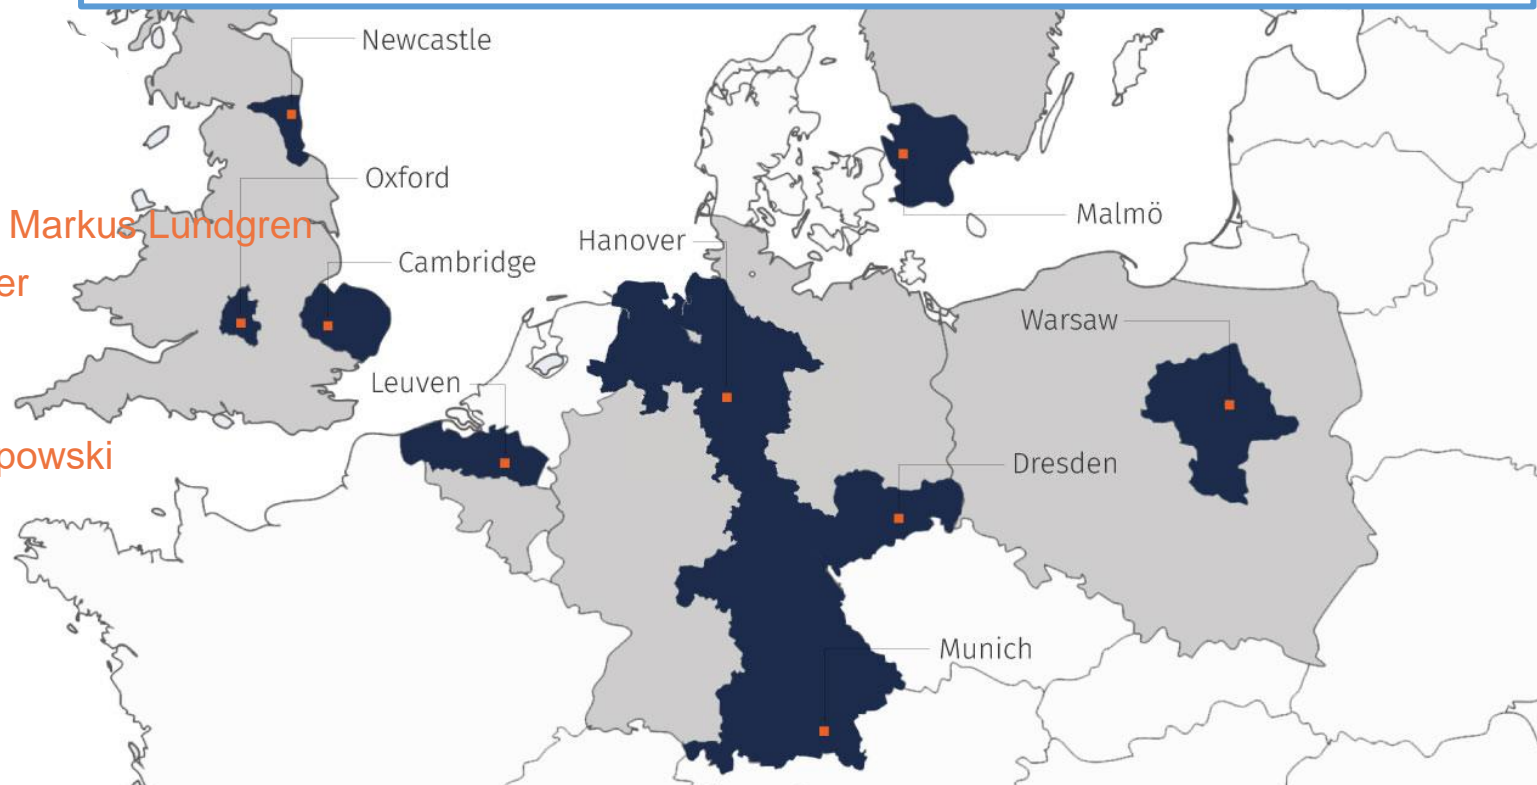 Newcastle
Oxford
Markus Lundgren
Malmö
Hanover
Cambridge
er
Warsaw
Leuven
powski
Dresden
Munich